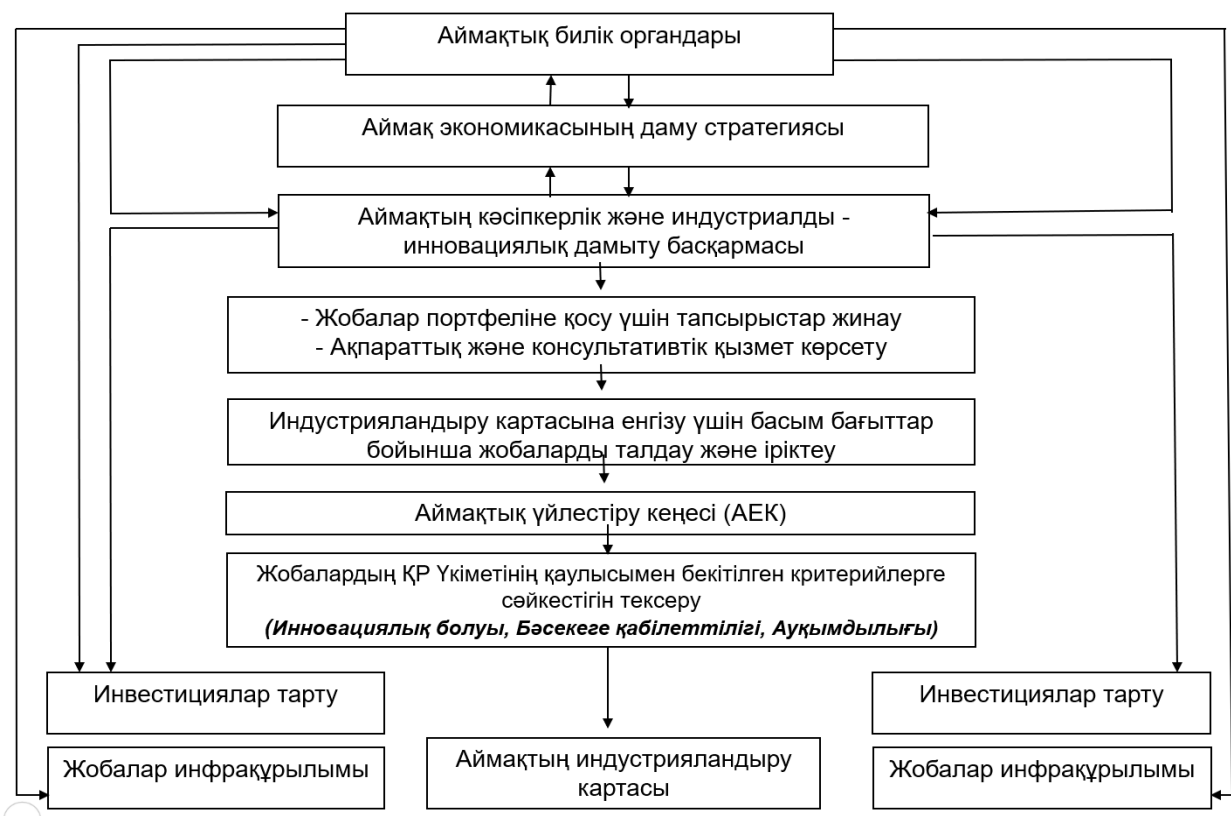 Аймақтық билик органдары
Аймақ экономикасының даму стратегиясы
Аймақтың кәсіпкерлік және индустриалды -
инновациялық дамыту басқармасы
- Жобалар портфеліне қосу үшін тапсырыстар жинау
- Ақпараттық және консультативтік қызмет көрсету
Индустрияландыру картасына енгізу үшін басым бағыттар
бойынша жобаларды талдау және іріктеу
Аймақтық үйлестіру кеңесі (АЕК)
Жобалардың ҚР Үкіметінің қаулысымен бекітілген критерийлерге
сәйкестігін тексеру
(Инновациялық болуы, Бәсекеге қабілеттілігі, Ауқымдылығы)
Инвестициялар тарту
Инвестициялар тарту
Жобалар инфрақұрылымы
Аймақтың индустрияландыру
картасы
Жобалар инфрақұрылымы